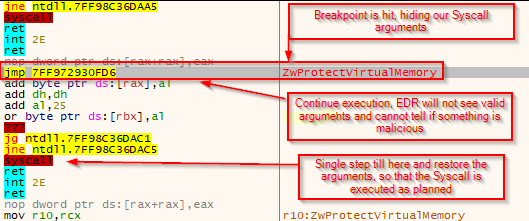 jne ntdll.7FF98C36DAA5
syscall
ret
int 2E
ret
nop dword ptr ds:[rax+rax],eax
jmp 7FF972930FD6 ZwProtectVirtualMemory
add byte ptr ds:[rax],al
add dh,dh
add al,25
or byte ptr ds:[rbx],al
???
jg ntdll.7FF98C36DAC1
jne ntdll.7FF98C36DAC5
syscall
ret
int 2E
ret
nop dword ptr ds:[rax+rax],eax
mov r10,rcx r10:ZwProtectVirtualMemory
Breakpoint is hit, hiding our Syscall
arguments
Continue execution, EDR will not see valid
arguments and cannot tell if something is
malicious
Single step till here and restore the
arguments, so that the Syscall is
executed as planned